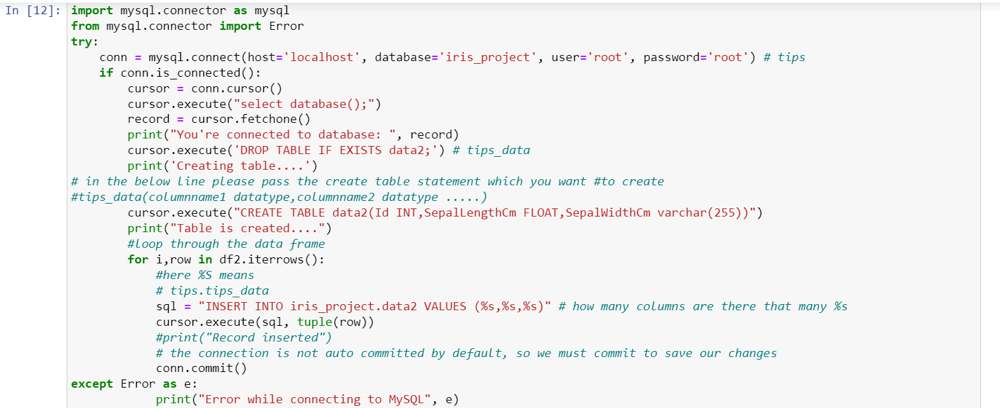 In [12]: import mysql.connector as mysql
from mysql.connector import Error
try:
    conn = mysql.connect(host='localhost', database='iris_project', user='root', password='root') # tips
    if conn.is_connected():
        cursor = conn.cursor()
        cursor.execute("select database();")
        record = cursor.fetchone()
        print("You're connected to database: ", record)
        cursor.execute('DROP TABLE IF EXISTS data2;') # tips_data
        print('Creating table....')
# in the below line please pass the create table statement which you want #to create
#tips_data(columnname1 datatype,columnname2 datatype .....)
        cursor.execute("CREATE TABLE data2(Id INT,SepalLengthCm FLOAT,SepalWidthCm varchar(255))")
        print("Table is created....")
        #loop through the data frame
        for i,row in df2.iterrows():
            #here %S means
            # tips.tips_data
            sql = "INSERT INTO iris_project.data2 VALUES (%s,%s,%s)" # how many columns are there that many %s
            cursor.execute(sql, tuple(row))
            #print("Record inserted")
            # the connection is not auto committed by default, so we must commit to save our changes
            conn.commit()
except Error as e:
            print("Error while connecting to MySQL", e)